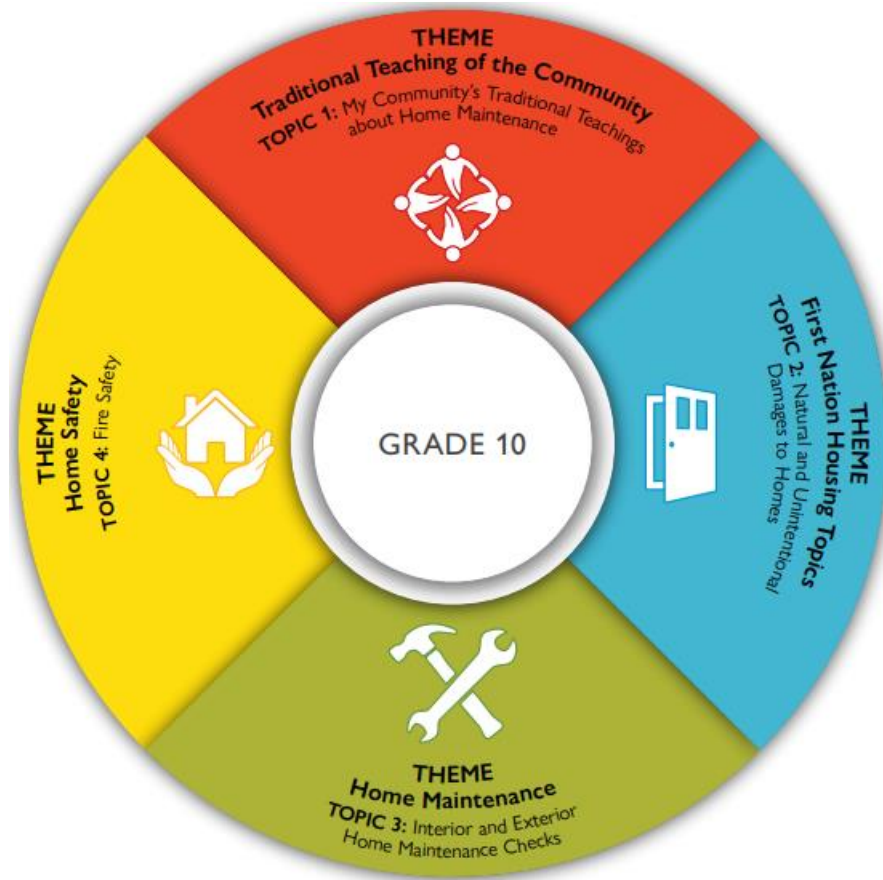 THEME
Traditional Teaching of the Community
TOPIC 1: My Community's Traditional Teachings
about Home Maintenance
THEME
First Nation Housing Topics
TOPIC 2: Natural and Unintentional
Damages to Homes
THEME
Home Maintenance
TOPIC 3: Interior and Exterior
Home Maintenance Checks
THEME
Home Safety
TOPIC 4: Fire Safety
GRADE 10